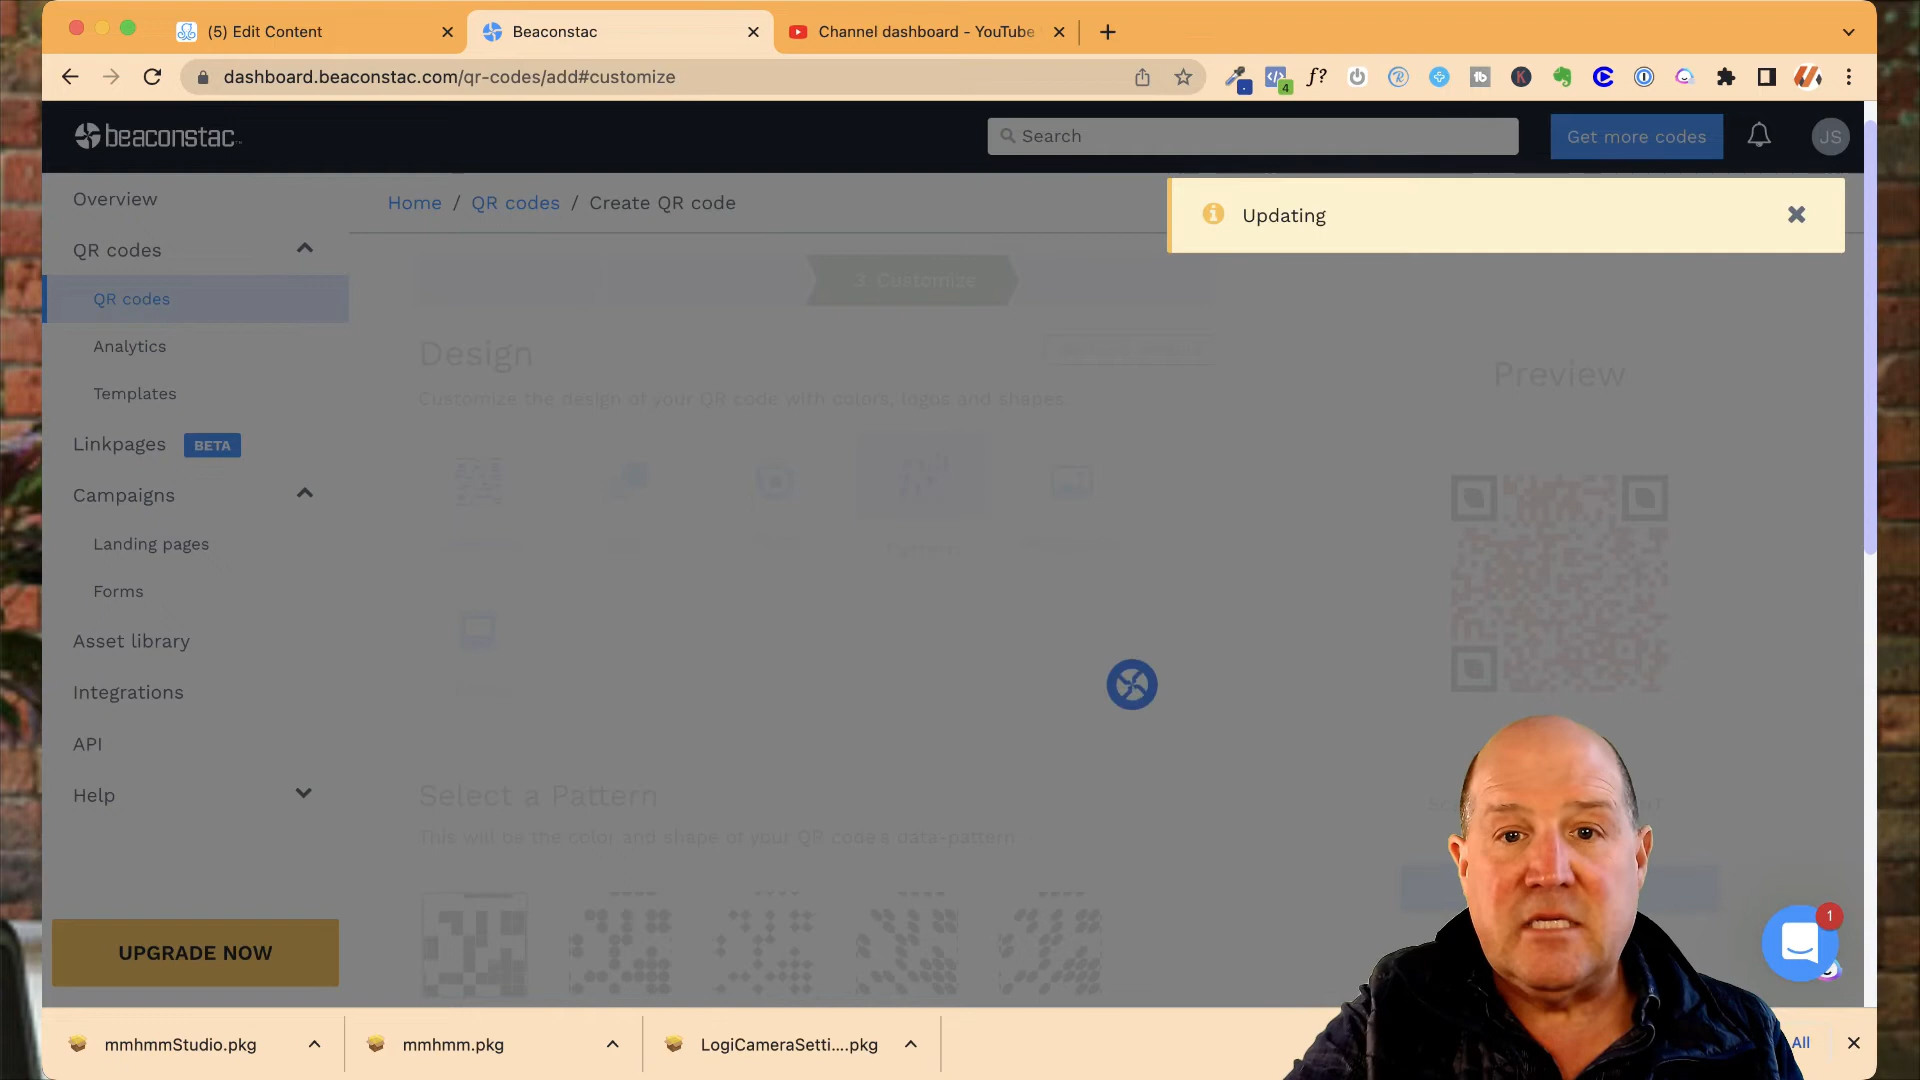 (5) Edit Content
Beaconstac
Channel dashboard - YouTube
dashboard.beaconstac.com/qr-codes/add#customize
beaconstac
Search
Get more codes
JS
Overview
Home / QR codes / Create QR code
Updating
QR codes
3. Customize
QR codes
Analytics
Design
Preview
Templates
Customize the design of your QR code with colors, logos and shapes
Linkpages BETA
Campaigns
Landing pages
Forms
Asset library
Integrations
API
Help
Select a Pattern
This will be the color and shape of your QR code's data-pattern
UPGRADE NOW
1
mmhmmStudio.pkg
mmhmm.pkg
LogiCameraSetti....pkg
All